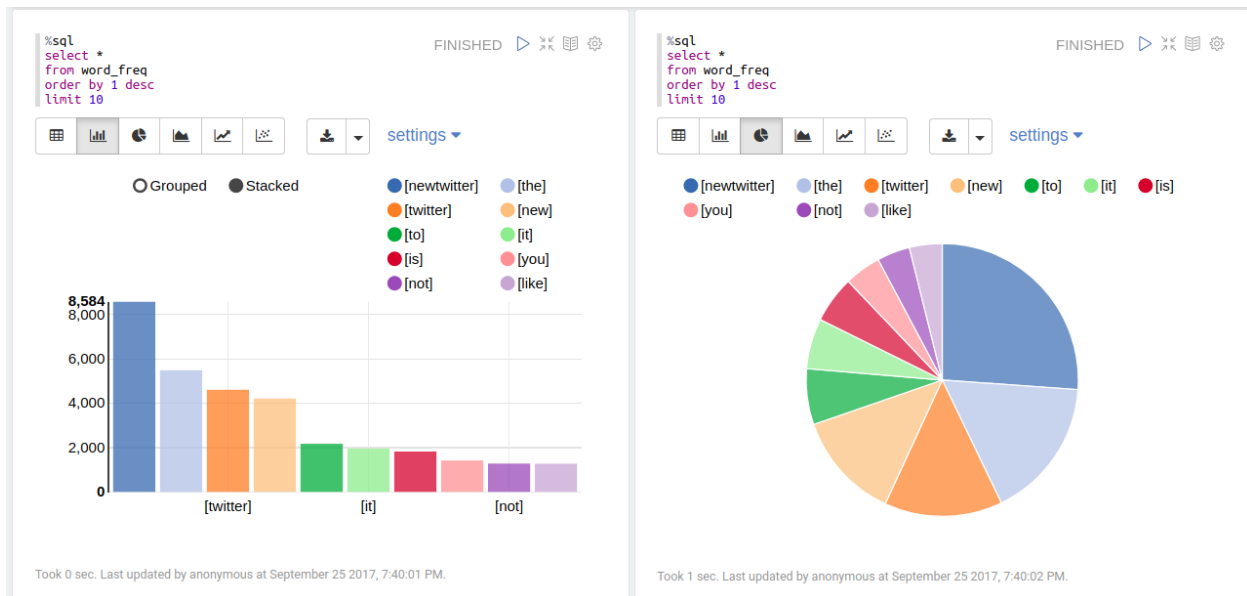 %sql
select *
from word_freq
order by 1 desc
limit 10
FINISHED
settings
Grouped
Stacked
[newtwitter]
[the]
[twitter]
[new]
[to]
[it]
[is]
[you]
[not]
[like]
8,584
8,000
6,000
4,000
2,000
0
[twitter]
[it]
[not]
Took 0 sec. Last updated by anonymous at September 25 2017, 7:40:01 PM.
%sql
select *
from word_freq
order by 1 desc
limit 10
FINISHED
settings
[newtwitter]
[the]
[twitter]
[new]
[to]
[it]
[is]
[you]
[not]
[like]
Took 1 sec. Last updated by anonymous at September 25 2017, 7:40:02 PM.